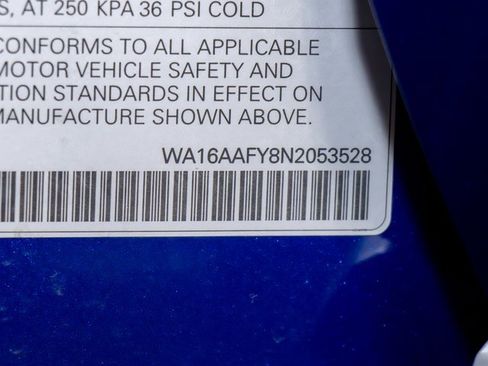 S, AT 250 KPA 36 PSI COLD
CONFORMS TO ALL APPLICABLE
MOTOR VEHICLE SAFETY AND
TION STANDARDS IN EFFECT ON
MANUFACTURE SHOWN ABOVE.
WA16AAFY8N2053528